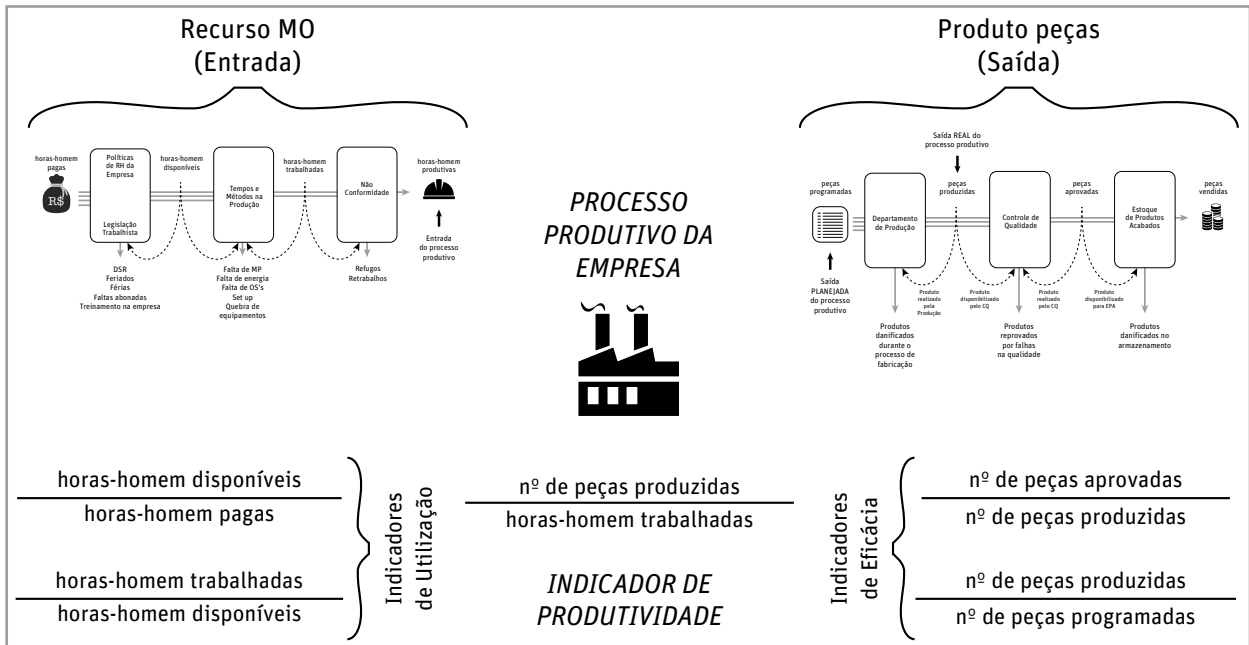 Recurso MO
(Entrada)
horas-homem
pagas
R$
Políticas
de RH da
Empresa
Legislação
Trabalhista
horas-homem
disponíveis
Tempos e
Métodos na
Produção
horas-homem
trabalhadas
Não
Conformidade
horas-homem
produtivas
Entrada
do processo
produtivo
DSR
Feriados
Férias
Faltas abonadas
Treinamento na empresa
Falta de MP
Falta de energia
Falta de OS's
Set up
Quebra de
equipamentos
Refugos
Retrabalhos
PROCESSO
PRODUTIVO DA
EMPRESA
Produto peças
(Saída)
Saída REAL do
processo produtivo
peças
programadas
Departamento
de Produção
peças
produzidas
Controle de
Qualidade
peças
aprovadas
Estoque
de Produtos
Acabados
peças
vendidas
Saída
PLANEJADA
do processo
produtivo
Produto
realizado
pela
Produção
Produto
disponibilizado
pelo CQ
Produto
realizado
pelo CQ
Produto
disponibilizado
para EPA
Produtos
danificados
durante o
processo de
fabricação
Produtos
reprovados
por falhas
na qualidade
Produtos
danificados no
armazenamento
horas-homem disponíveis
horas-homem pagas
horas-homem trabalhadas
horas-homem disponíveis
Indicadores
de Utilização
nº de peças produzidas
horas-homem trabalhadas
INDICADOR DE
PRODUTIVIDADE
Indicadores
de Eficácia
nº de peças aprovadas
nº de peças produzidas
nº de peças produzidas
nº de peças programadas